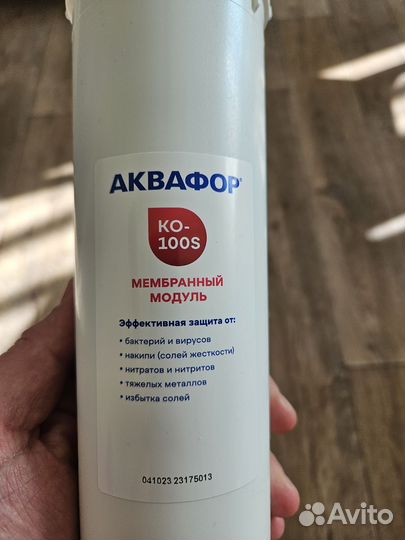 АКВАФОР®
КО-
100S
МЕМБРАННЫЙ
МОДУЛЬ
Эффективная защита от:
• бактерий и вирусов
• накипи (солей жесткости)
• нитратов и нитритов
• тяжелых металлов
• избытка солей
041023 23175013
Avito